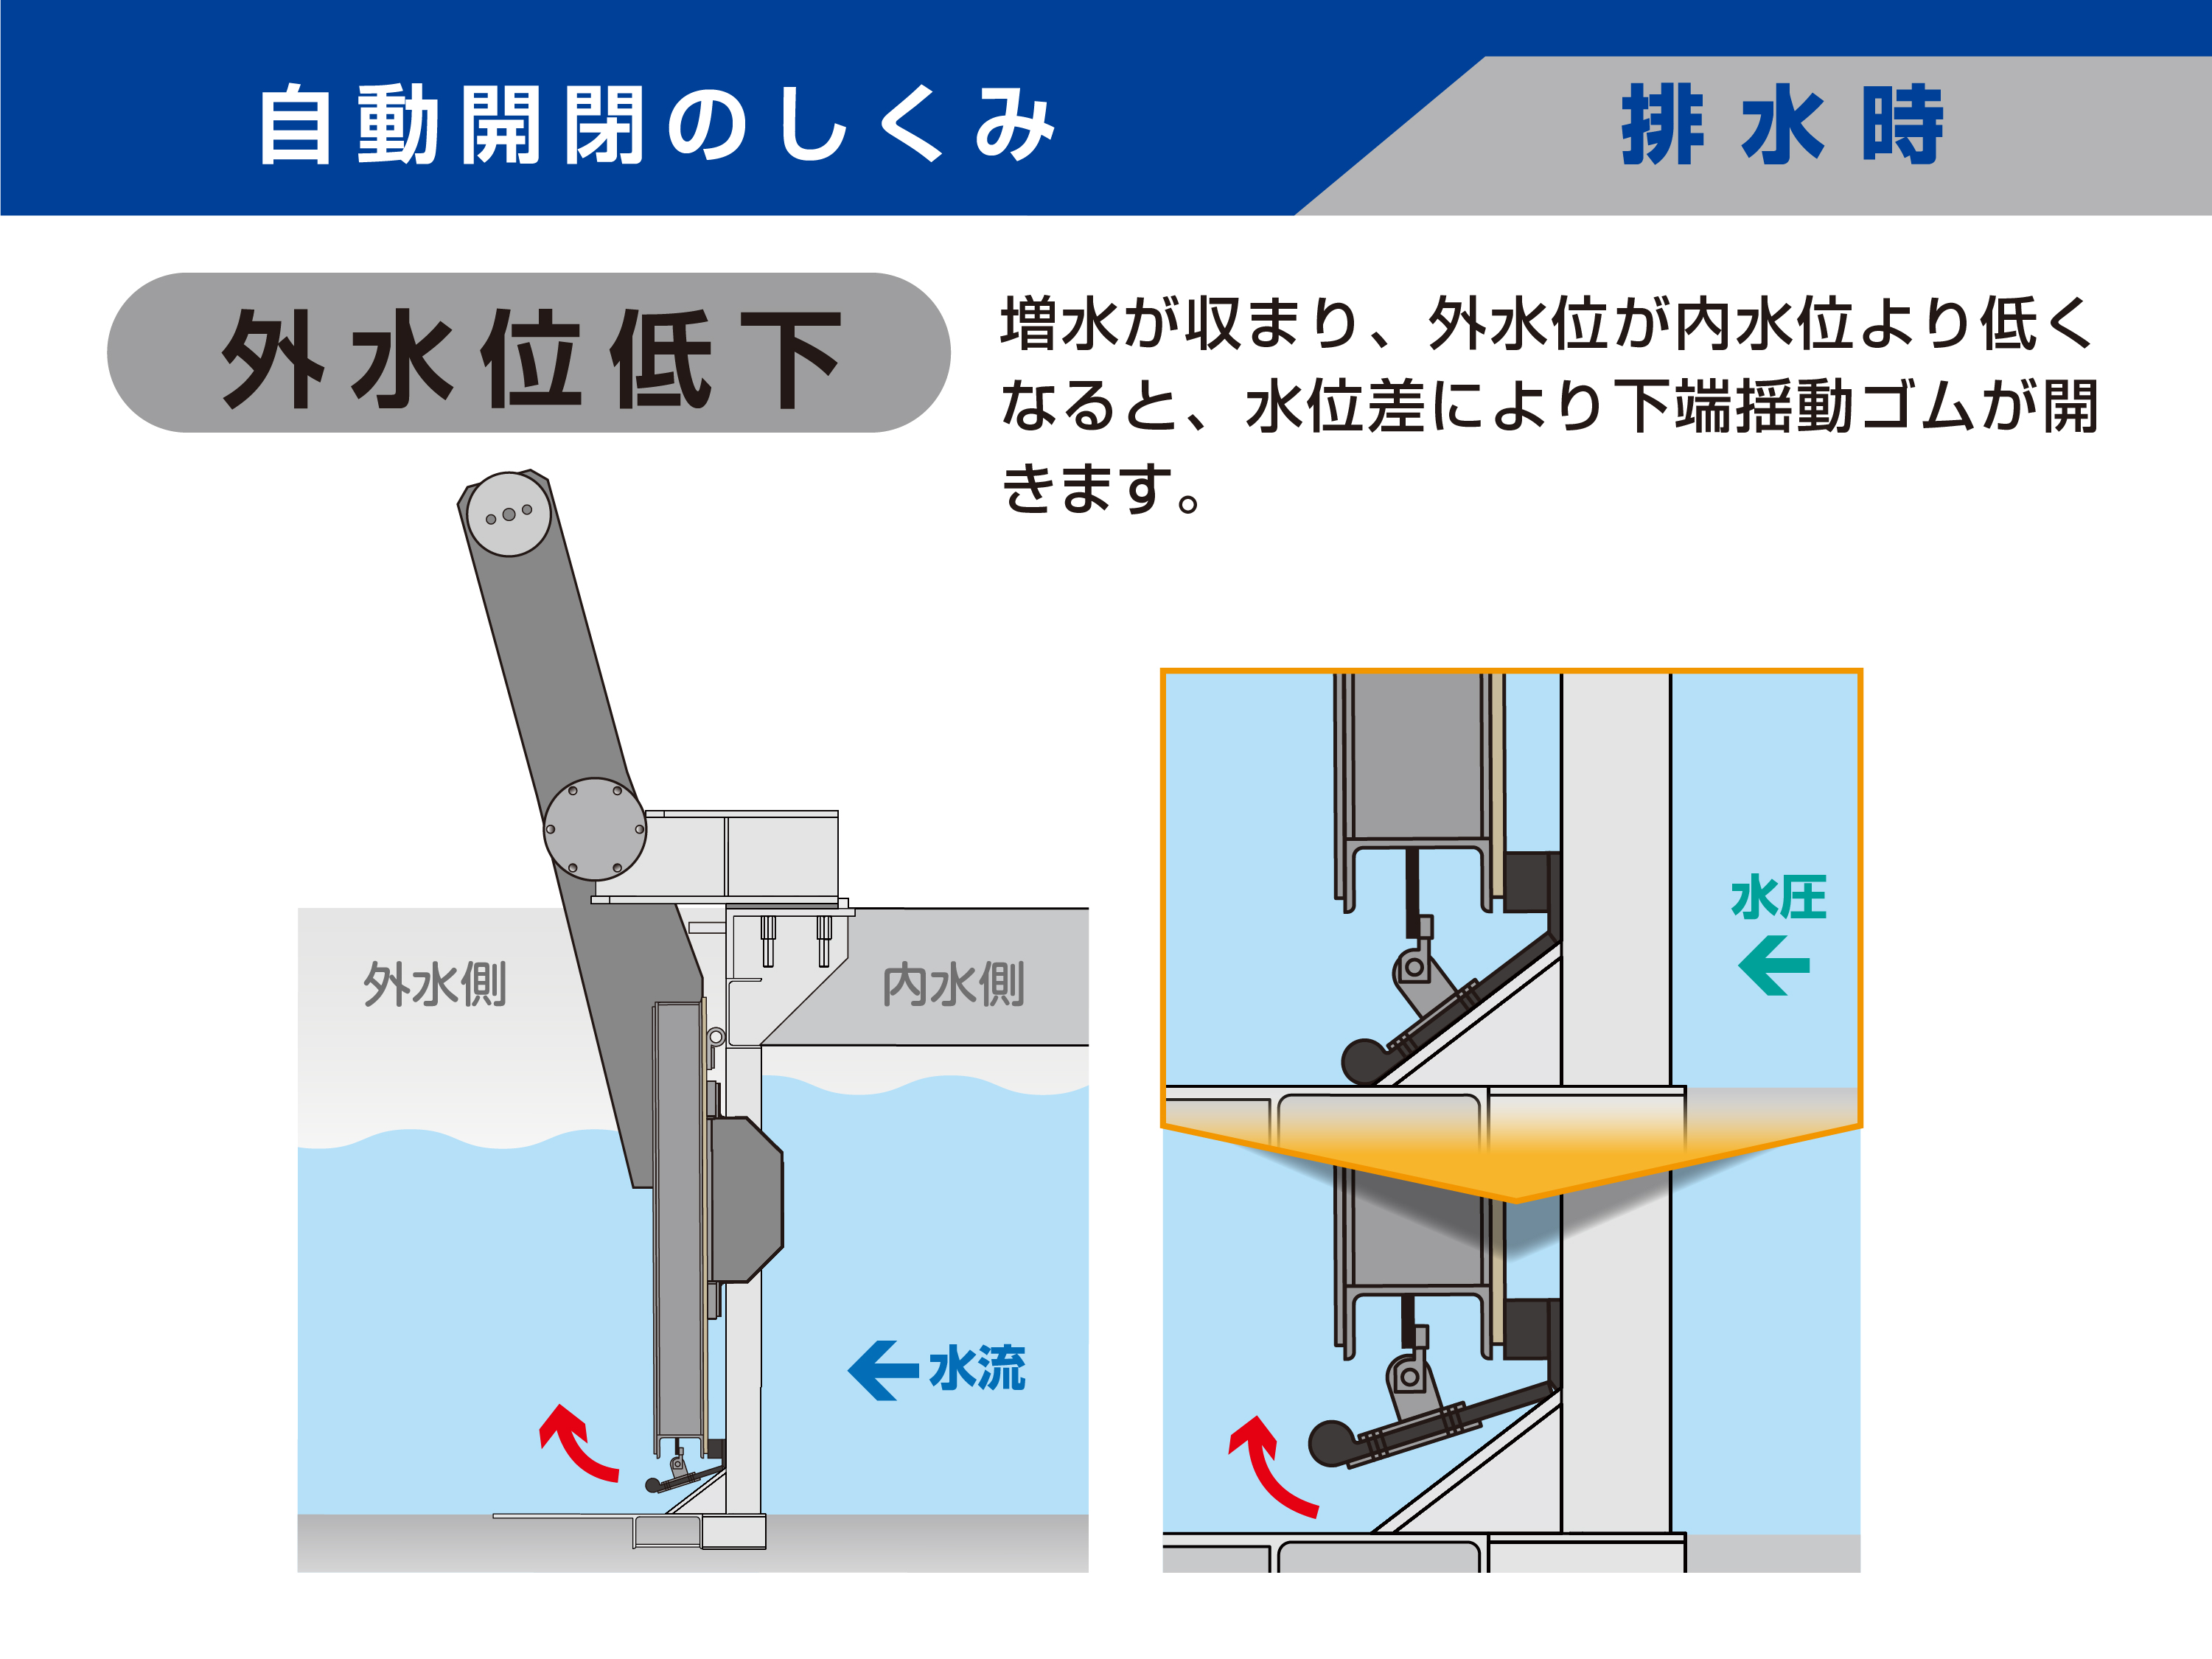 自動開閉のしくみ
排水時
外水位低下
増水が収まり、外水位が内水位より低く
なると、水位差により下端揺動ゴムが開
きます。
水圧
外水側
内水側
水流